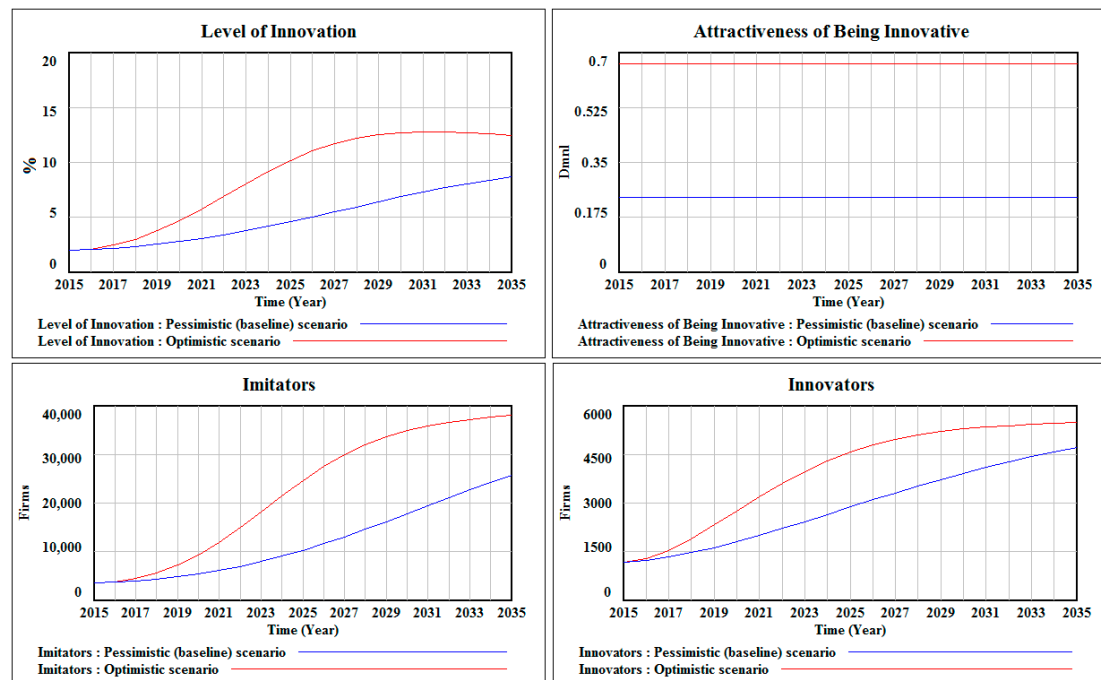 Level of Innovation
20
15
10
5
0
%
2015 2017 2019 2021 2023 2025 2027 2029 2031 2033 2035
Time (Year)
Level of Innovation : Pessimistic (baseline) scenario
Level of Innovation : Optimistic scenario
Attractiveness of Being Innovative
0.7
0.525
0.35
0.175
0
Dmnl
2015 2017 2019 2021 2023 2025 2027 2029 2031 2033 2035
Time (Year)
Attractiveness of Being Innovative : Pessimistic (baseline) scenario
Attractiveness of Being Innovative : Optimistic scenario
Imitators
40,000
30,000
20,000
10,000
0
Firms
2015 2017 2019 2021 2023 2025 2027 2029 2031 2033 2035
Time (Year)
Imitators : Pessimistic (baseline) scenario
Imitators : Optimistic scenario
Innovators
6000
4500
3000
1500
0
Firms
2015 2017 2019 2021 2023 2025 2027 2029 2031 2033 2035
Time (Year)
Innovators : Pessimistic (baseline) scenario
Innovators : Optimistic scenario